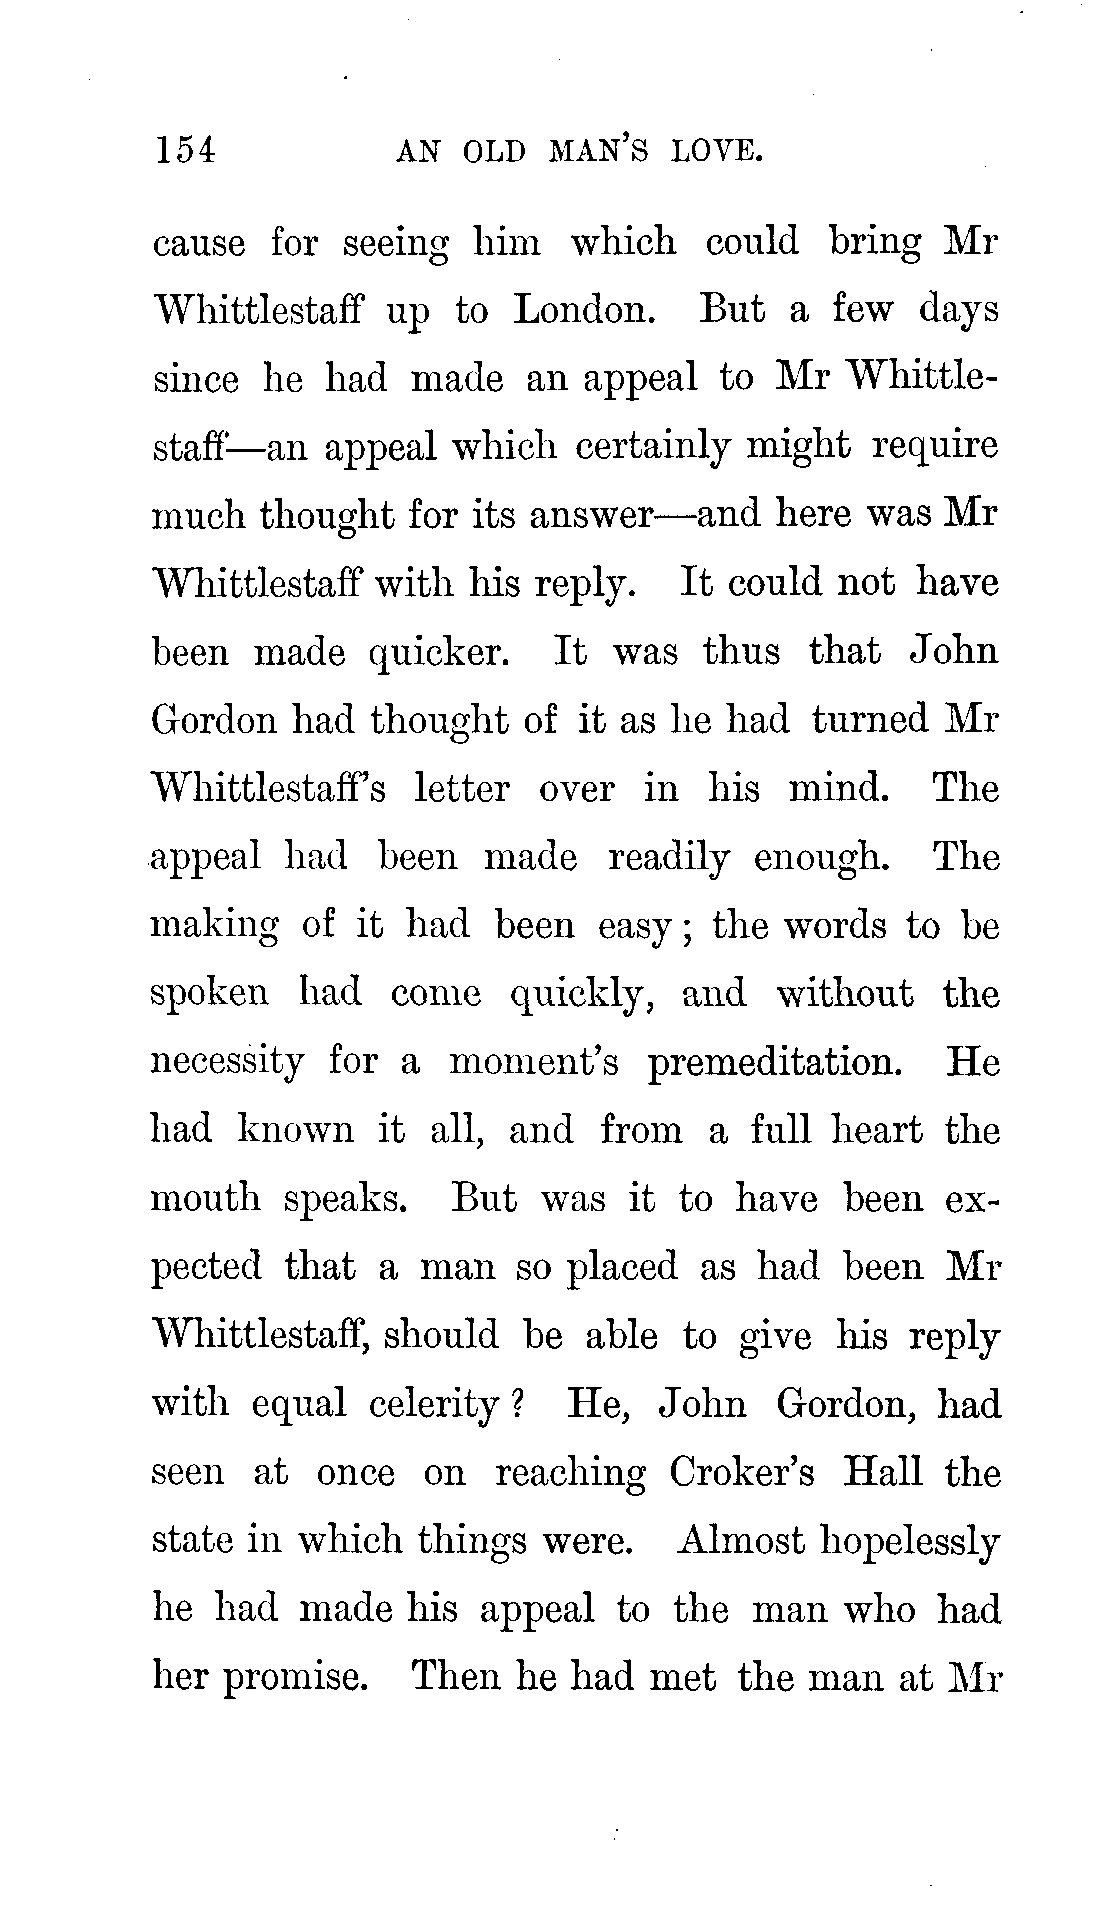 154 AN OLD MAN'S LOVE.
cause for seeing him which could bring Mr
Whittlestaff up to London. But a few days
since he had made an appeal to Mr Whittle-
staff—an appeal which certainly might require
much thought for its answer—and here was Mr
Whittlestaff with his reply. It could not have
been made quicker. It was thus that John
Gordon had thought of it as he had turned Mr
Whittlestaff's letter over in his mind. The
appeal had been made readily enough. The
making of it had been easy; the words to be
spoken had come quickly, and without the
necessity for a moment's premeditation. He
had known it all, and from a full heart the
mouth speaks. But was it to have been ex-
pected that a man so placed as had been Mr
Whittlestaff, should be able to give his reply
with equal celerity? He, John Gordon, had
seen at once on reaching Croker's Hall the
state in which things were. Almost hopelessly
he had made his appeal to the man who had
her promise. Then he had met the man at Mr